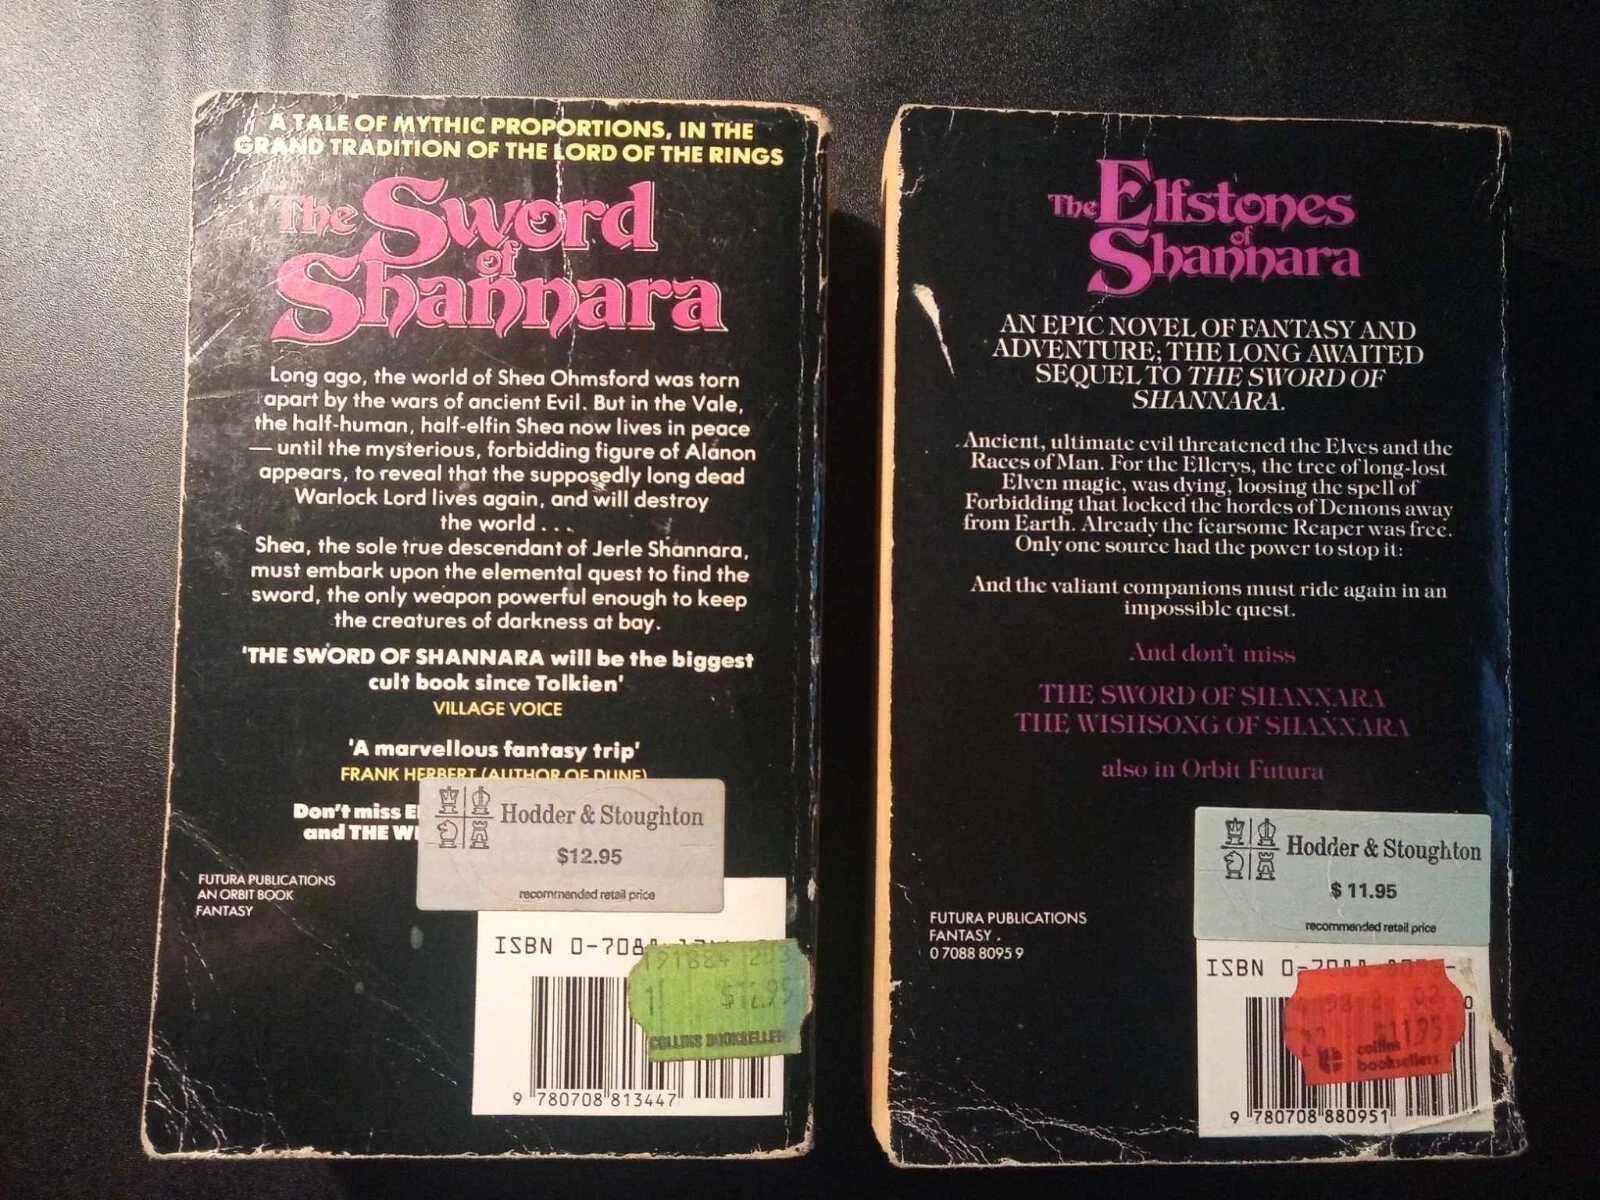 A TALE OF MYTHIC PROPORTIONS, IN THE
GRAND TRADITION OF THE LORD OF THE RINGS
The Sword
of
Shannara
Long ago, the world of Shea Ohmsford was torn
apart by the wars of ancient Evil. But in the Vale,
the half-human, half-elfin Shea now lives in peace
— until the mysterious, forbidding figure of Alanon
appears, to reveal that the supposedly long dead
Warlock Lord lives again, and will destroy
the world . . .
Shea, the sole true descendant of Jerle Shannara,
must embark upon the elemental quest to find the
sword, the only weapon powerful enough to keep
the creatures of darkness at bay.
'THE SWORD OF SHANNARA will be the biggest
cult book since Tolkien'
VILLAGE VOICE
'A marvellous fantasy trip'
FRANK HERBERT (AUTHOR OF DUNE)
Don't miss
and THE
Hodder & Stoughton
$12.95
recommended retail price
FUTURA PUBLICATIONS
AN ORBIT BOOK
FANTASY
ISBN 0-708
$12.95
COLLINS BOOKSELLER
9 780708 813447
The Elfstones
of
Shannara
AN EPIC NOVEL OF FANTASY AND
ADVENTURE; THE LONG AWAITED
SEQUEL TO THE SWORD OF
SHANNARA.
Ancient, ultimate evil threatened the Elves and the
Races of Man. For the Ellcrys, the tree of long-lost
Elven magic, was dying, loosing the spell of
Forbidding that locked the hordes of Demons away
from Earth. Already the fearsome Reaper was free.
Only one source had the power to stop it:
And the valiant companions must ride again in an
impossible quest.
And don't miss
THE SWORD OF SHANNARA
THE WISHSONG OF SHANNARA
also in Orbit Futura
Hodder & Stoughton
$ 11.95
recommended retail price
FUTURA PUBLICATIONS
FANTASY
0 7088 8095 9
ISBN 0-7088
$11.95
collins
booksellers
9 780708 880951